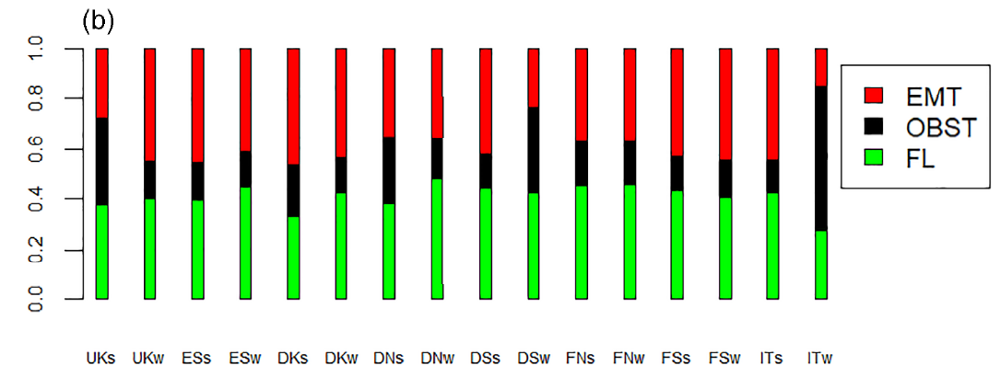 (b)
1.0
0.8
0.6
0.4
0.2
0.0
EMT
OBST
FL
UKs UKw ESs ESw DKs DKw DNs DNw DSs DSw FNs FNw FSs FSw ITs ITw